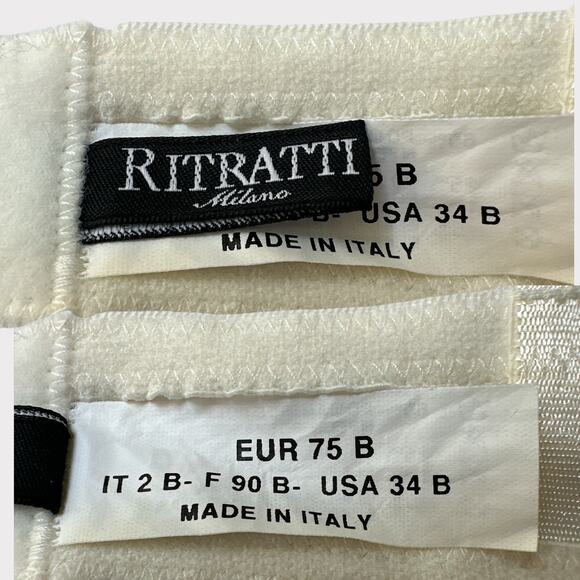 RITRATTI
Milano
5 B
B- USA 34 B
MADE IN ITALY
EUR 75 B
IT 2 B- F 90 B- USA 34 B
MADE IN ITALY